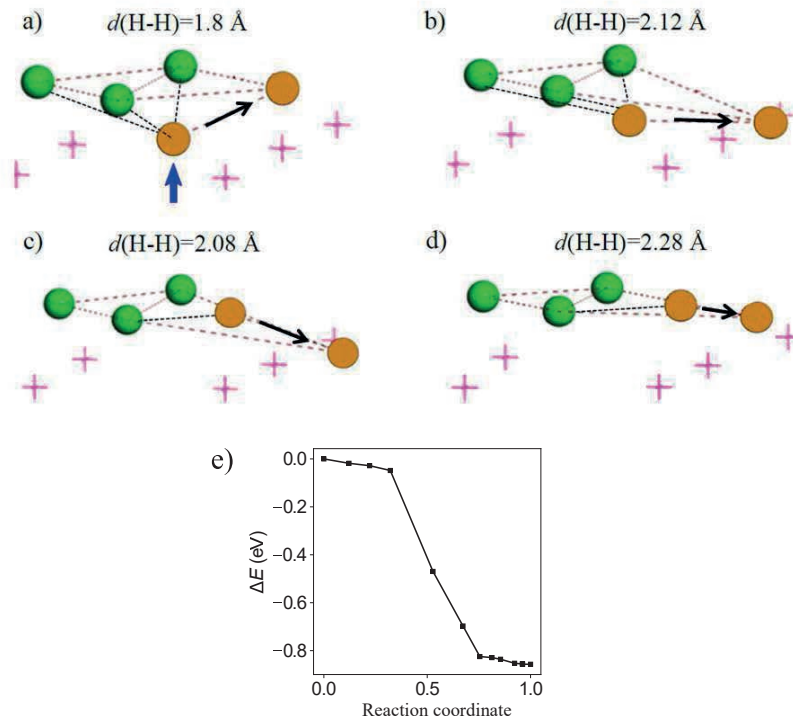 a) d(H-H)=1.8 Å
b) d(H-H)=2.12 Å
c) d(H-H)=2.08 Å
d) d(H-H)=2.28 Å
e)
0.0
−0.2
−0.4
−0.6
−0.8
ΔE (eV)
0.0 0.5 1.0
Reaction coordinate